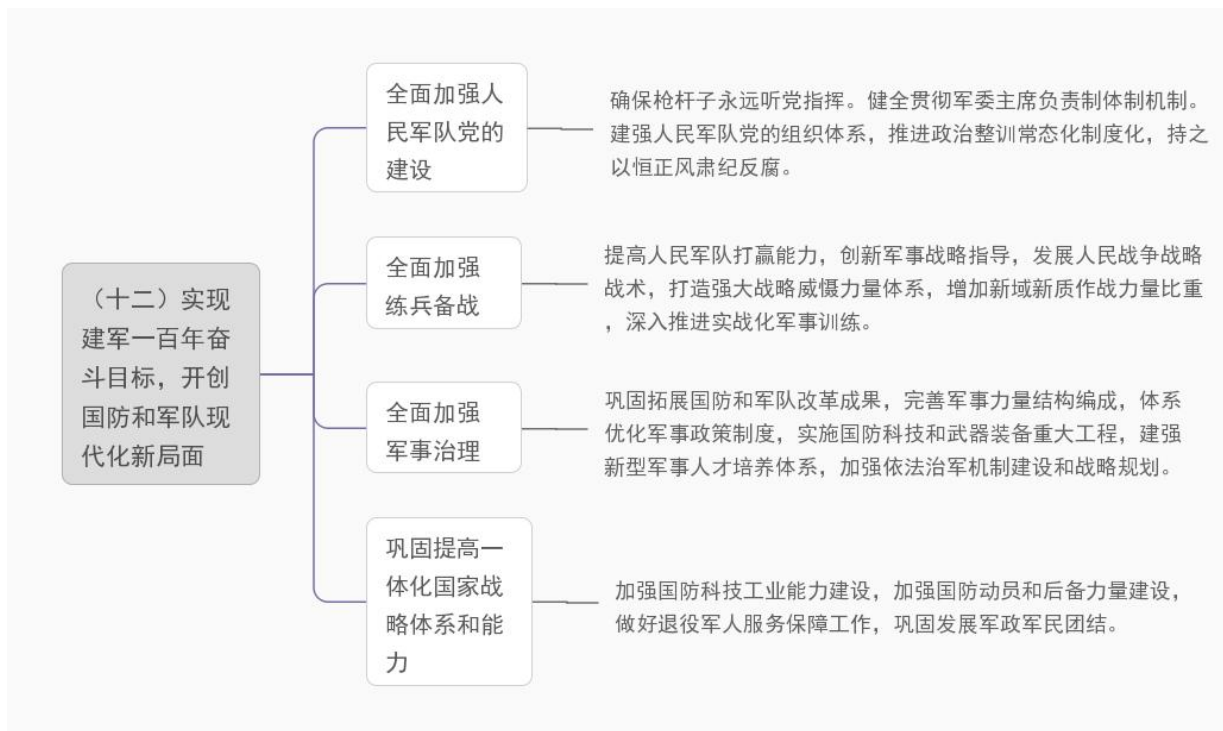 （十二）实现
建军一百年奋
斗目标，开创
国防和军队现
代化新局面
全面加强人
民军队党的
建设
确保枪杆子永远听党指挥。健全贯彻军委主席负责制体制机制。
建强人民军队党的组织体系，推进政治整训常态化制度化，持之
以恒正风肃纪反腐。
全面加强
练兵备战
提高人民军队打赢能力，创新军事战略指导，发展人民战争战略
战术，打造强大战略威慑力量体系，增加新域新质作战力量比重
，深入推进实战化军事训练。
全面加强
军事治理
巩固拓展国防和军队改革成果，完善军事力量结构编成，体系
优化军事政策制度，实施国防科技和武器装备重大工程，建强
新型军事人才培养体系，加强依法治军机制建设和战略规划。
巩固提高一
体化国家战
略体系和能
力
加强国防科技工业能力建设，加强国防动员和后备力量建设，
做好退役军人服务保障工作，巩固发展军政军民团结。